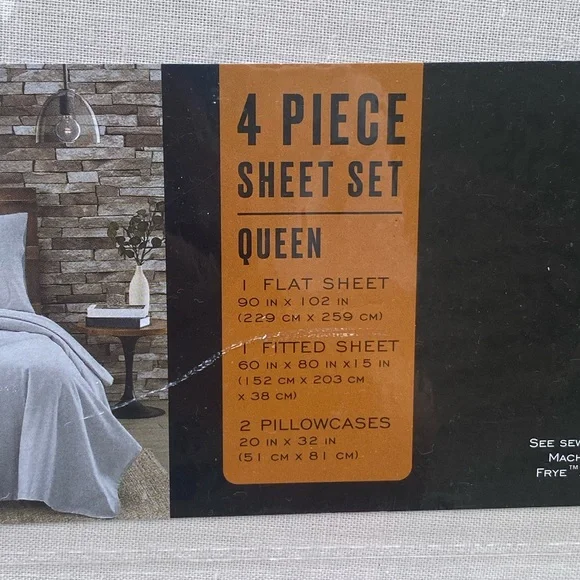 4 PIECE
SHEET SET
QUEEN
1 FLAT SHEET
90 IN X 102 IN
(229 CM X 259 CM)
1 FITTED SHEET
60 IN X 80 IN X15 IN
(152 CM X 203 CM
X 38 CM)
2 PILLOWCASES
20 IN X 32 IN
(51 CM X 81 CM)
SEE SEW
MACH
FRYE™